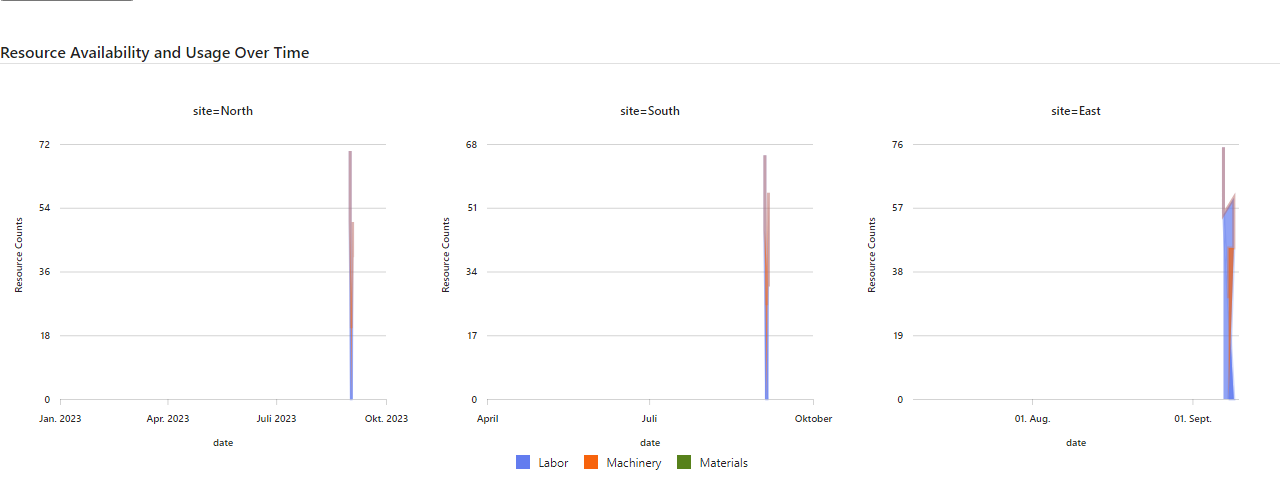 Resource Availability and Usage Over Time
site=North
site=South
site=East
72
54
36
18
0
Resource Counts
Jan. 2023 Apr. 2023 Juli 2023 Okt. 2023
date
68
51
34
17
0
Resource Counts
April Juli Oktober
date
76
57
38
19
0
Resource Counts
01. Aug. 01. Sept.
date
Labor Machinery Materials